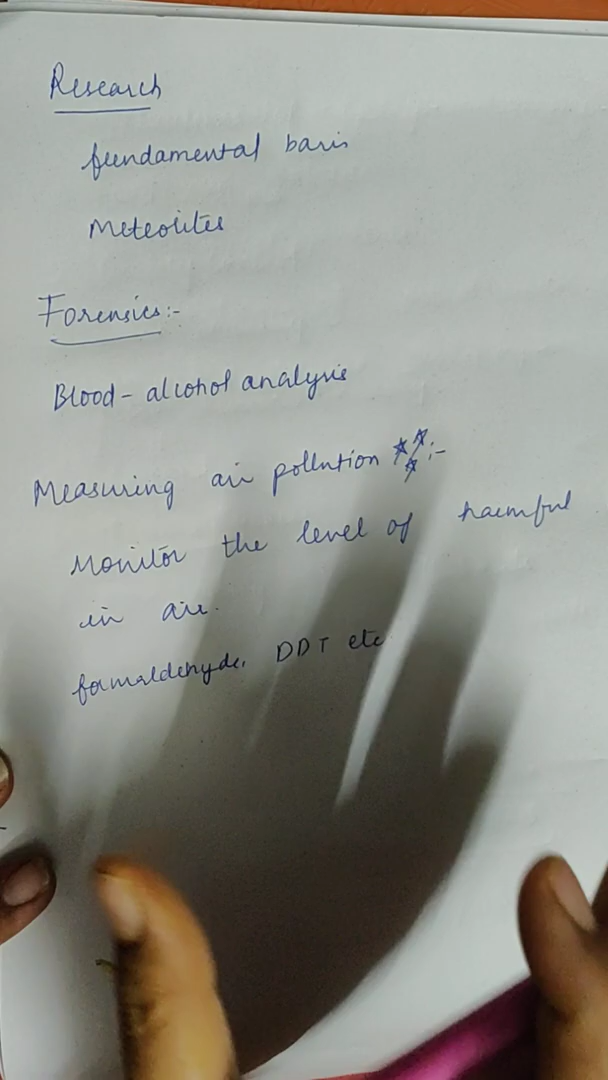 Research
fundamental basis
Meteorites
Forensics:-
Blood - alcohol analysis
Measuring air pollution ***:-
Monitor the level of harmful
in air.
formaldehyde, DDT etc